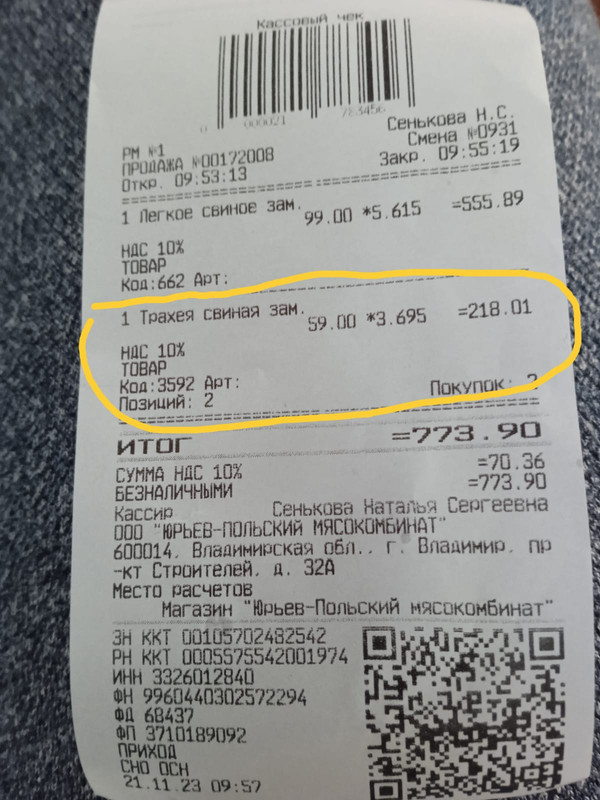 Кассовый чек
0 000021 783456
Сенькова Н.С.
РМ №1 Смена №0931
ПРОДАЖА №00172008 Закр. 09:55:19
Откр. 09:53:13
1 Легкое свиное зам.
99.00 *5.615 =555.89
НДС 10%
ТОВАР
Код:662 Арт:
1 Трахея свиная зам.
59.00 *3.695 =218.01
НДС 10%
ТОВАР
Код:3592 Арт:
Позиций: 2 Покупок: 2
ИТОГ =773.90
СУММА НДС 10% =70.36
БЕЗНАЛИЧНЫМИ =773.90
Кассир Сенькова Наталья Сергеевна
ООО "ЮРЬЕВ-ПОЛЬСКИЙ МЯСОКОМБИНАТ"
600014, Владимирская обл., г. Владимир, пр
-кт Строителей, д. 32А
Место расчетов
Магазин "Юрьев-Польский мясокомбинат"
ЗН ККТ 00105702482542
РН ККТ 0005575542001974
ИНН 3326012840
ФН 9960440302572294
ФД 68437
ФП 3710189092
ПРИХОД
СНО ОСН
21.11.23 09:57